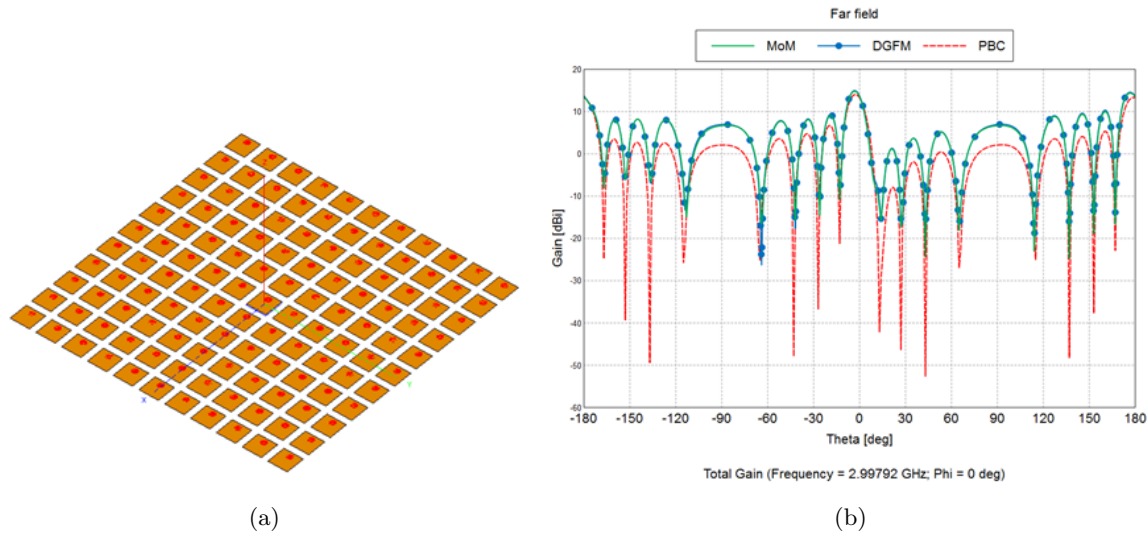 Far field
MoM DGFM PBC
20
10
0
-10
-20
-30
-40
-50
-60
Gain [dBi]
-180 -150 -120 -90 -60 -30 0 30 60 90 120 150 180
Theta [deg]
Total Gain (Frequency = 2.99792 GHz; Phi = 0 deg)
X
Y
(a) (b)